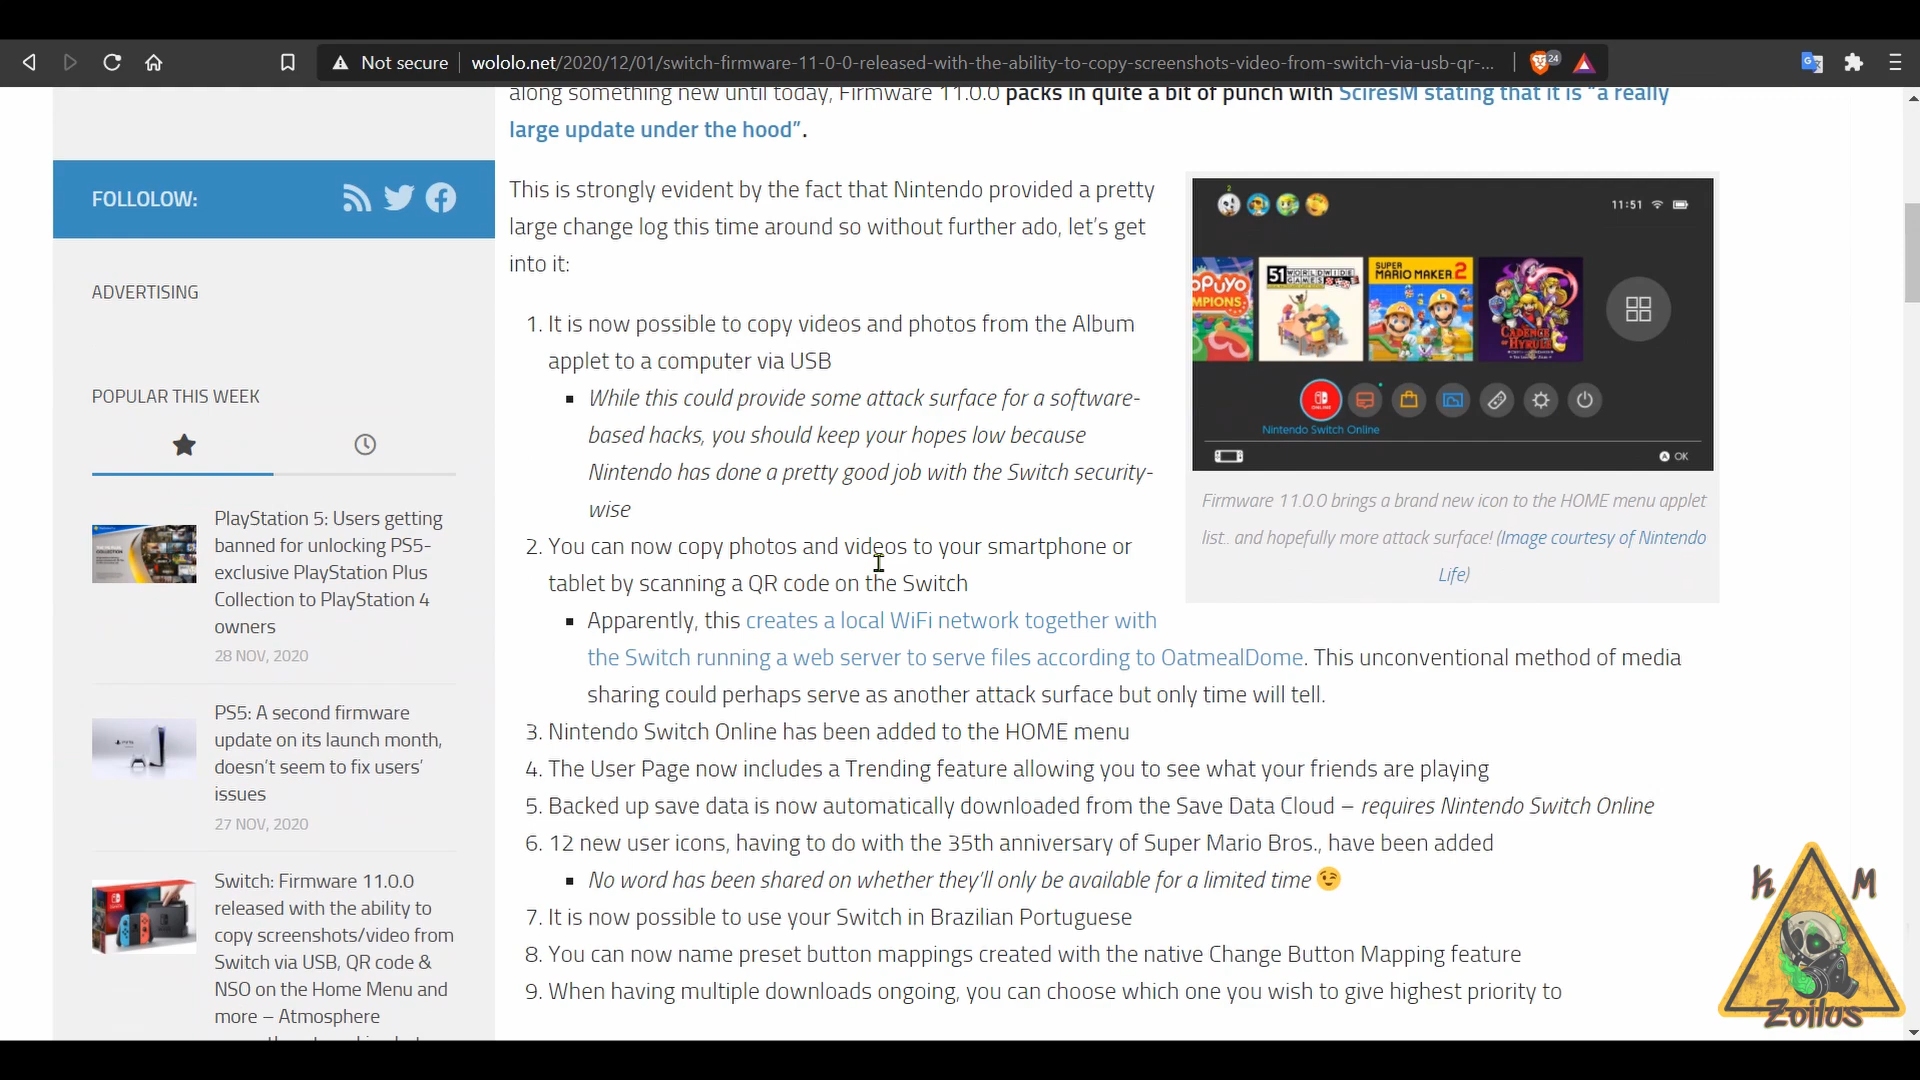 Not secure | wololo.net/2020/12/01/switch-firmware-11-0-0-released-with-the-ability-to-copy-screenshots-video-from-switch-via-usb-qr-...
24
along something new until today, Firmware 11.0.0 packs in quite a bit of punch with SciresM stating that it is “a really
large update under the hood”.
FOLLOLOW:
ADVERTISING
POPULAR THIS WEEK
PlayStation 5: Users getting
banned for unlocking PS5-
exclusive PlayStation Plus
Collection to PlayStation 4
owners
28 NOV, 2020
PS5: A second firmware
update on its launch month,
doesn’t seem to fix users’
issues
27 NOV, 2020
Switch: Firmware 11.0.0
released with the ability to
copy screenshots/video from
Switch via USB, QR code &
NSO on the Home Menu and
more – Atmosphere
This is strongly evident by the fact that Nintendo provided a pretty
large change log this time around so without further ado, let’s get
into it:
1. It is now possible to copy videos and photos from the Album
applet to a computer via USB
▪ While this could provide some attack surface for a software-
based hacks, you should keep your hopes low because
Nintendo has done a pretty good job with the Switch security-
wise
2. You can now copy photos and videos to your smartphone or
tablet by scanning a QR code on the Switch
▪ Apparently, this creates a local WiFi network together with
the Switch running a web server to serve files according to OatmealDome. This unconventional method of media
sharing could perhaps serve as another attack surface but only time will tell.
3. Nintendo Switch Online has been added to the HOME menu
4. The User Page now includes a Trending feature allowing you to see what your friends are playing
5. Backed up save data is now automatically downloaded from the Save Data Cloud – requires Nintendo Switch Online
6. 12 new user icons, having to do with the 35th anniversary of Super Mario Bros., have been added
▪ No word has been shared on whether they’ll only be available for a limited time 😉
7. It is now possible to use your Switch in Brazilian Portuguese
8. You can now name preset button mappings created with the native Change Button Mapping feature
9. When having multiple downloads ongoing, you can choose which one you wish to give highest priority to
2
11:51
OPUYO
MPIONS
51 WORLDWIDE
GAMES
SUPER
MARIO MAKER 2
CADENCE
OF HYRULE
Nintendo Switch Online
A OK
Firmware 11.0.0 brings a brand new icon to the HOME menu applet
list.. and hopefully more attack surface! (Image courtesy of Nintendo
Life)
K M
Zoilus